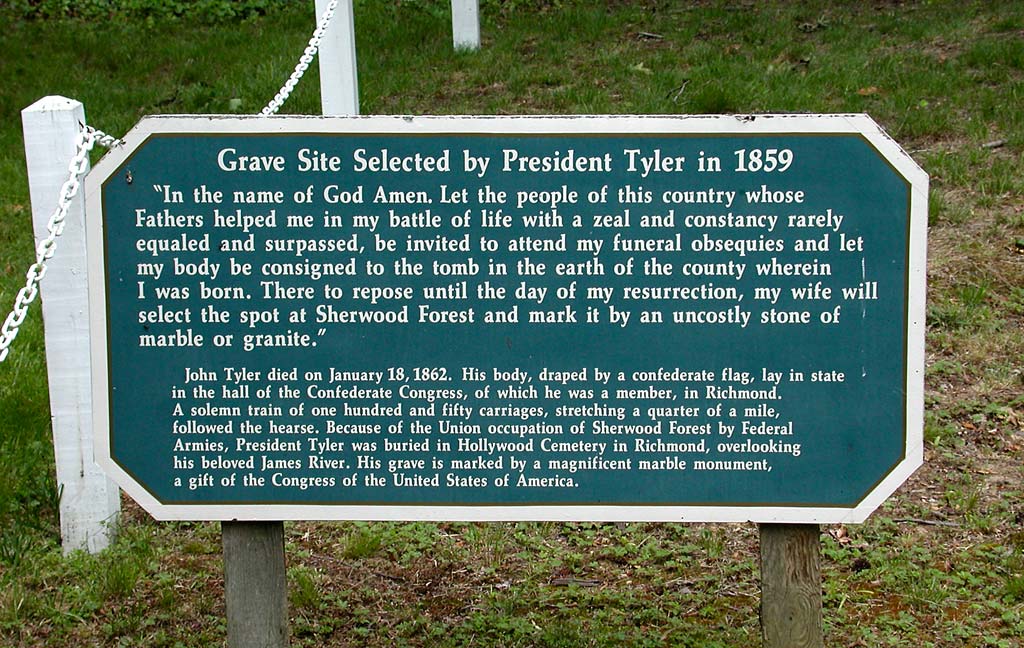 Grave Site Selected by President Tyler in 1859
"In the name of God Amen. Let the people of this country whose
Fathers helped me in my battle of life with a zeal and constancy rarely
equaled and surpassed, be invited to attend my funeral obsequies and let
my body be consigned to the tomb in the earth of the county wherein
I was born. There to repose until the day of my resurrection, my wife will
select the spot at Sherwood Forest and mark it by an uncostly stone of
marble or granite."
John Tyler died on January 18, 1862. His body, draped by a confederate flag, lay in state
in the hall of the Confederate Congress, of which he was a member, in Richmond.
A solemn train of one hundred and fifty carriages, stretching a quarter of a mile,
followed the hearse. Because of the Union occupation of Sherwood Forest by Federal
Armies, President Tyler was buried in Hollywood Cemetery in Richmond, overlooking
his beloved James River. His grave is marked by a magnificent marble monument,
a gift of the Congress of the United States of America.